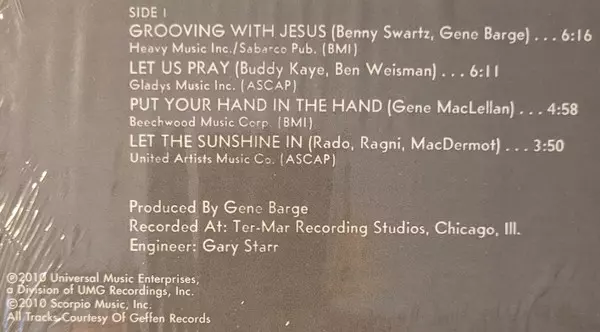 SIDE 1
GROOVING WITH JESUS (Benny Swartz, Gene Barge) . . . 6:16
Heavy Music Inc./Sabarco Pub. (BMI)
LET US PRAY (Buddy Kaye, Ben Weisman) . . . 6:11
Gladys Music Inc. (ASCAP)
PUT YOUR HAND IN THE HAND (Gene MacLellan) . . . 4:58
Beechwood Music Corp. (BMI)
LET THE SUNSHINE IN (Rado, Ragni, MacDermot) . . . 3:50
United Artists Music Co. (ASCAP)
Produced By Gene Barge
Recorded At: Ter-Mar Recording Studios, Chicago, Ill.
Engineer: Gary Starr
℗2010 Universal Music Enterprises,
a Division of UMG Recordings, Inc.
©2010 Scorpio Music, Inc.
All Tracks Courtesy Of Geffen Records